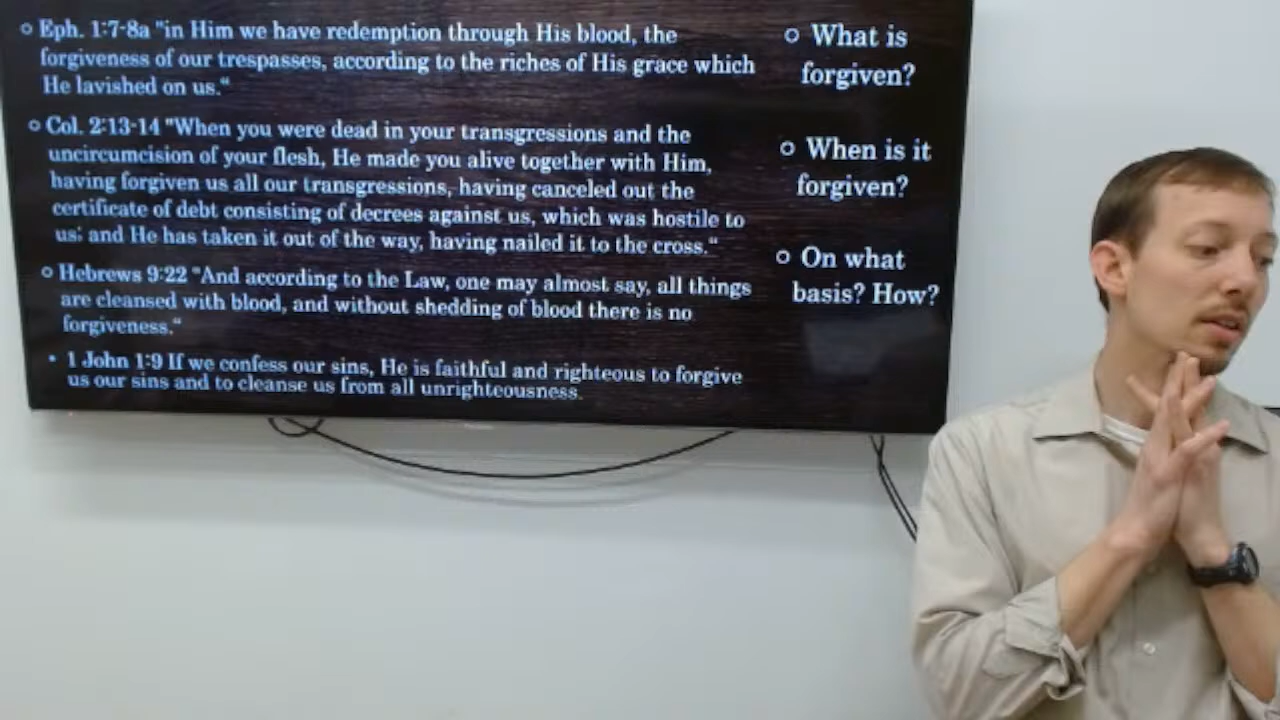 Eph. 1:7-8a "in Him we have redemption through His blood, the
forgiveness of our trespasses, according to the riches of His grace which
He lavished on us."
Col. 2:13-14 "When you were dead in your transgressions and the
uncircumcision of your flesh, He made you alive together with Him,
having forgiven us all our transgressions, having canceled out the
certificate of debt consisting of decrees against us, which was hostile to
us; and He has taken it out of the way, having nailed it to the cross."
Hebrews 9:22 "And according to the Law, one may almost say, all things
are cleansed with blood, and without shedding of blood there is no
forgiveness."
1 John 1:9 If we confess our sins, He is faithful and righteous to forgive
us our sins and to cleanse us from all unrighteousness.
What is
forgiven?
When is it
forgiven?
On what
basis? How?